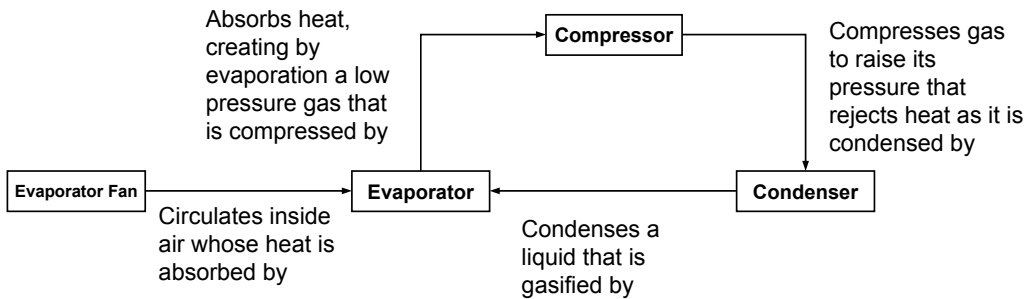 Absorbs heat,
creating by
evaporation a low
pressure gas that
is compressed by
Compressor
Compresses gas
to raise its
pressure that
rejects heat as it is
condensed by
Evaporator Fan
Evaporator
Condenser
Circulates inside
air whose heat is
absorbed by
Condenses a
liquid that is
gasified by